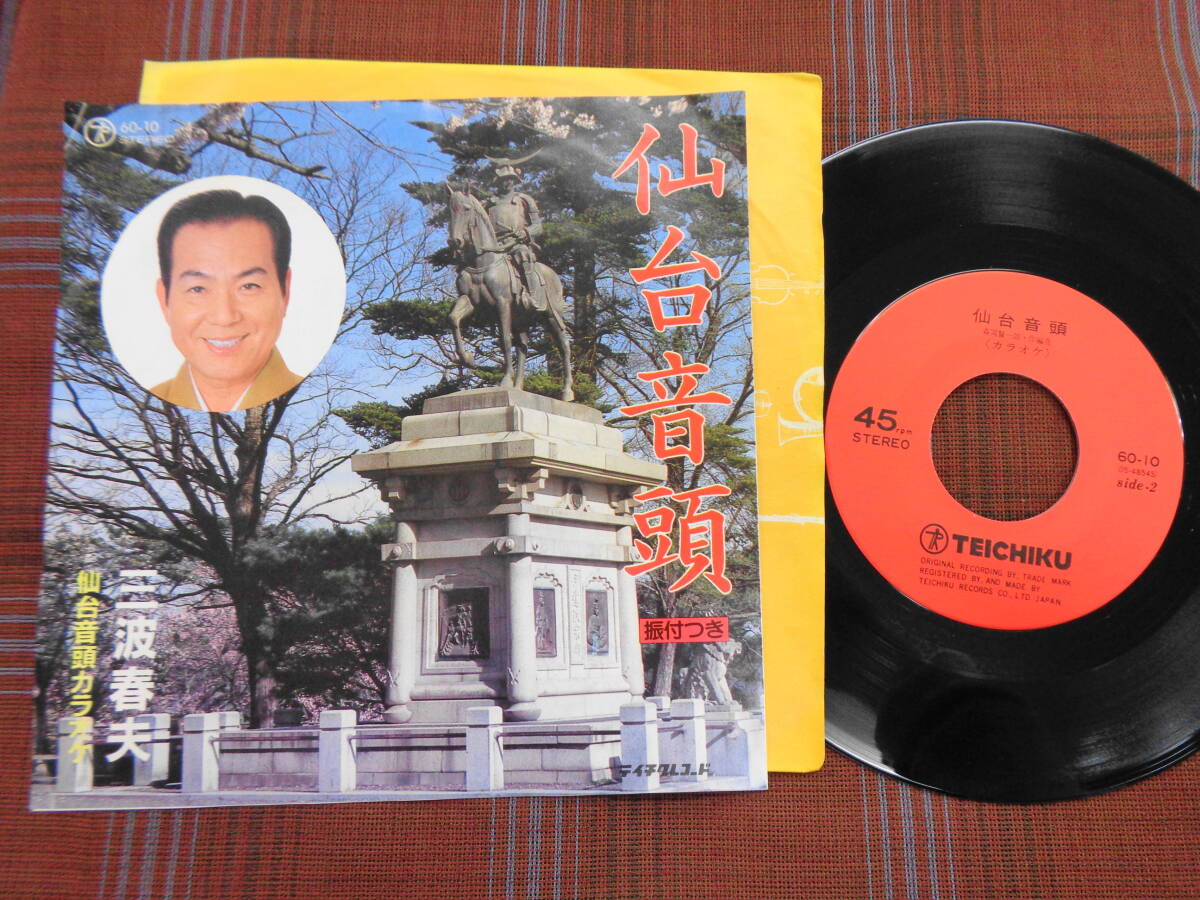 60-10
STEREO
仙台音頭
振付つき
三波春夫
仙台音頭カラオケ
テイチクレコード
仙台音頭
〈カラオケ〉
45 rpm
STEREO
60-10
side-2
TEICHIKU
ORIGINAL RECORDING BY, TRADE MARK
REGISTERED BY, AND MADE BY
TEICHIKU RECORDS CO., LTD. JAPAN